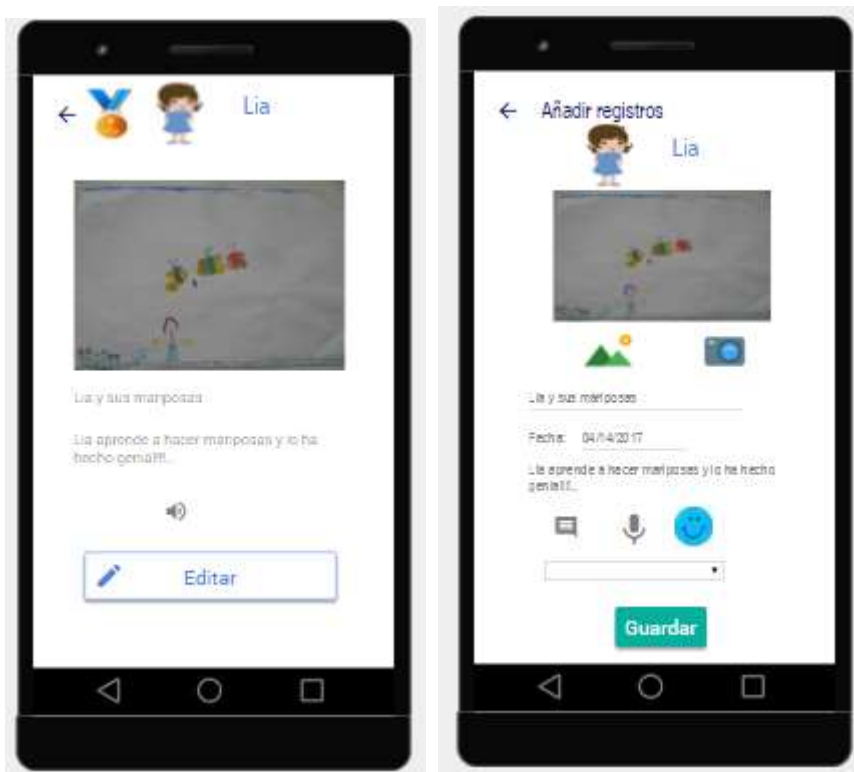 Lia
Lia y sus mariposas
Lia aprende a hacer mariposas y lo ha
hecho genial!!!..
Editar
Añadir registros
Lia
Lia y sus mariposas
Fecha: 04/14/2017
Lia aprende a hacer mariposas y lo ha hecho
genial!!..
Guardar